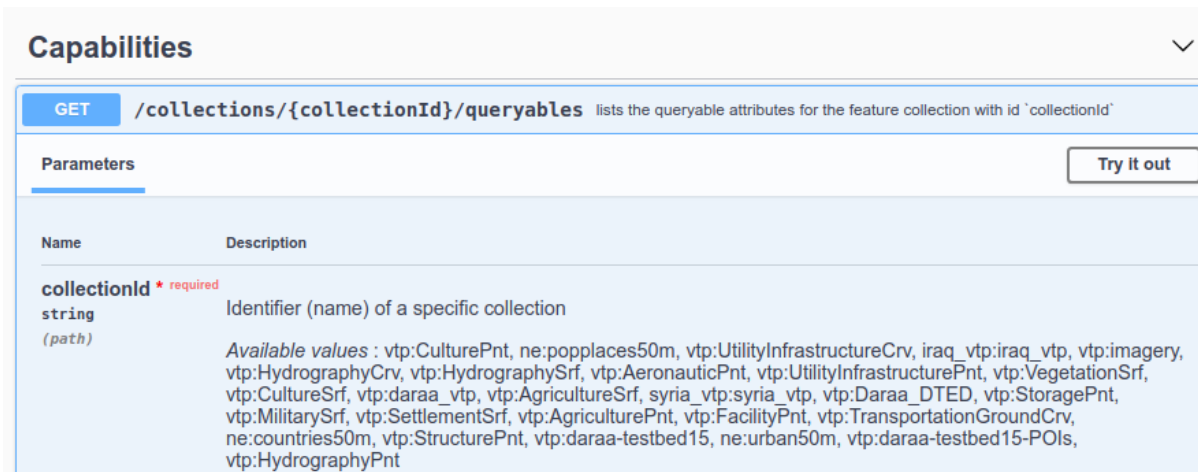 Capabilities
GET /collections/{collectionId}/queryables lists the queryable attributes for the feature collection with id `collectionId`
Parameters Try it out
Name Description
collectionId * required
string
(path)
Identifier (name) of a specific collection
Available values : vtp:CulturePnt, ne:popplaces50m, vtp:UtilityInfrastructureCrv, iraq_vtp:iraq_vtp, vtp:imagery,
vtp:HydrographyCrv, vtp:HydrographySrf, vtp:AeronauticPnt, vtp:UtilityInfrastructurePnt, vtp:VegetationSrf,
vtp:CultureSrf, vtp:daraa_vtp, vtp:AgricultureSrf, syria_vtp:syria_vtp, vtp:Daraa_DTED, vtp:StoragePnt,
vtp:MilitarySrf, vtp:SettlementSrf, vtp:AgriculturePnt, vtp:FacilityPnt, vtp:TransportationGroundCrv,
ne:countries50m, vtp:StructurePnt, vtp:daraa-testbed15, ne:urban50m, vtp:daraa-testbed15-POIs,
vtp:HydrographyPnt